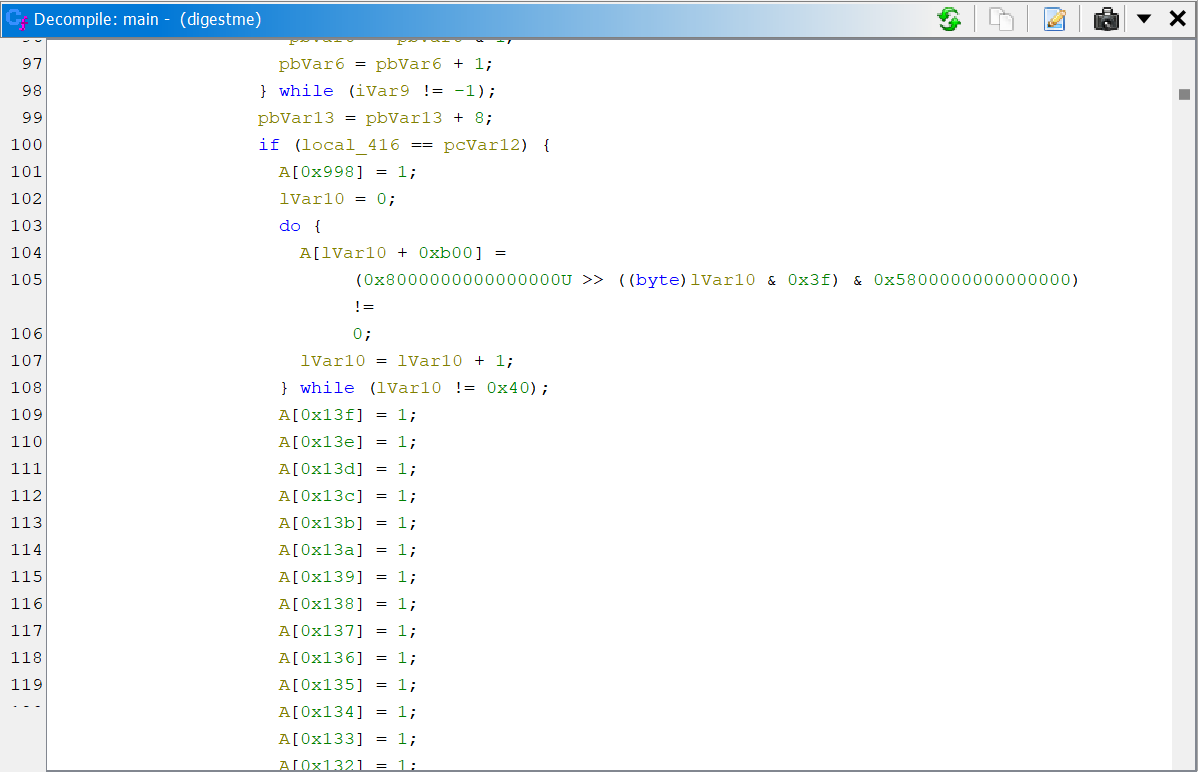 Decompile: main - (digestme)
97 pbVar6 = pbVar6 + 1;
98 } while (iVar9 != -1);
99 pbVar13 = pbVar13 + 8;
100 if (local_416 == pcVar12) {
101 A[0x998] = 1;
102 lVar10 = 0;
103 do {
104 A[lVar10 + 0xb00] =
105 (0x8000000000000000U >> ((byte)lVar10 & 0x3f) & 0x5800000000000000)
!=
106 0;
107 lVar10 = lVar10 + 1;
108 } while (lVar10 != 0x40);
109 A[0x13f] = 1;
110 A[0x13e] = 1;
111 A[0x13d] = 1;
112 A[0x13c] = 1;
113 A[0x13b] = 1;
114 A[0x13a] = 1;
115 A[0x139] = 1;
116 A[0x138] = 1;
117 A[0x137] = 1;
118 A[0x136] = 1;
119 A[0x135] = 1;
A[0x134] = 1;
A[0x133] = 1;
A[0x132] = 1;